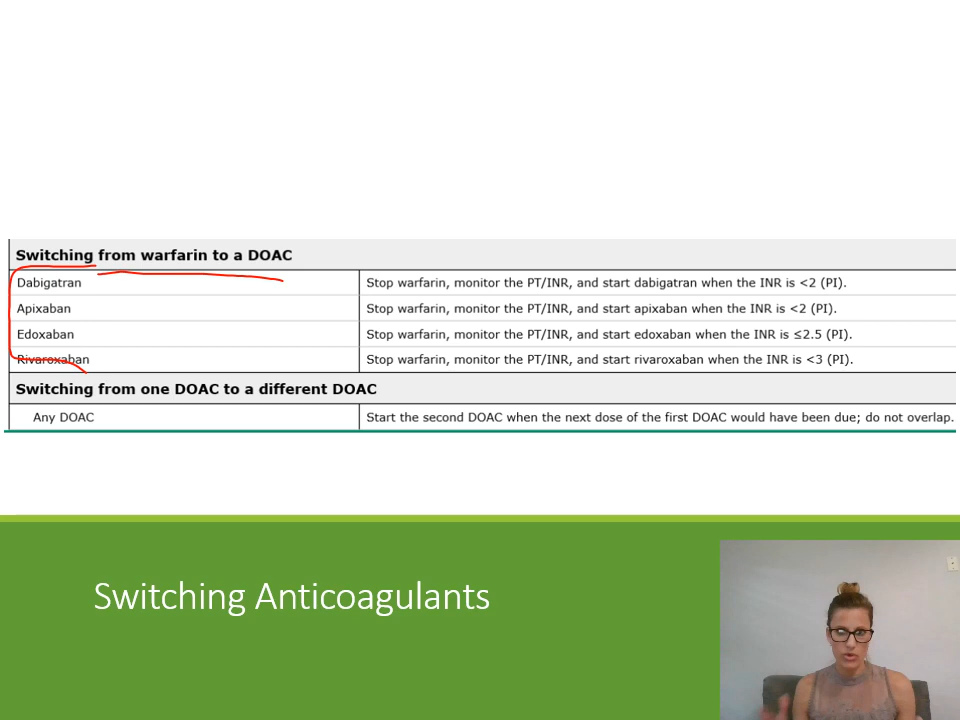 Switching from warfarin to a DOAC
Dabigatran Stop warfarin, monitor the PT/INR, and start dabigatran when the INR is <2 (PI).
Apixaban Stop warfarin, monitor the PT/INR, and start apixaban when the INR is <2 (PI).
Edoxaban Stop warfarin, monitor the PT/INR, and start edoxaban when the INR is ≤2.5 (PI).
Rivaroxaban Stop warfarin, monitor the PT/INR, and start rivaroxaban when the INR is <3 (PI).
Switching from one DOAC to a different DOAC
Any DOAC Start the second DOAC when the next dose of the first DOAC would have been due; do not overlap.
Switching Anticoagulants